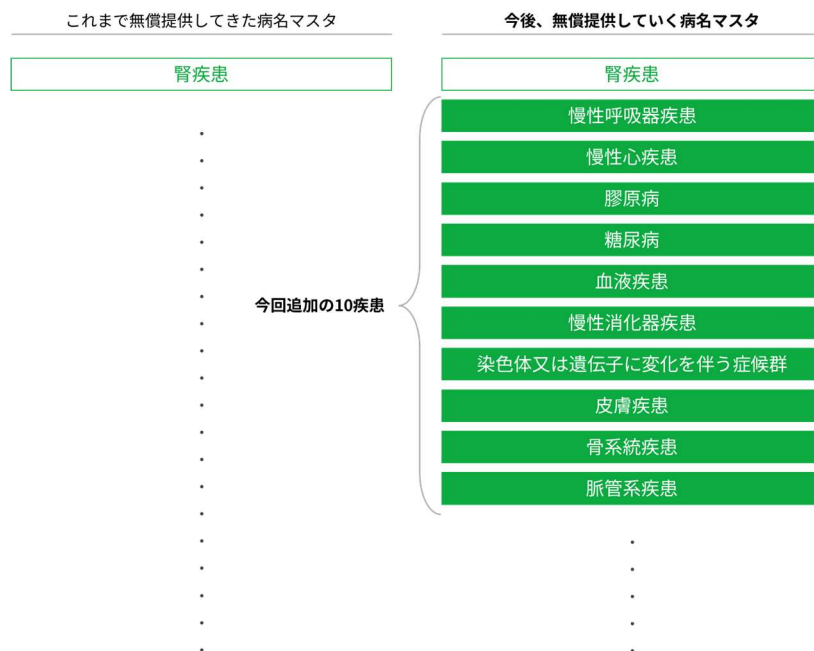 これまで無償提供してきた病名マスタ
腎疾患
今後、無償提供していく病名マスタ
腎疾患
慢性呼吸器疾患
慢性心疾患
膠原病
糖尿病
血液疾患
慢性消化器疾患
染色体又は遺伝子に変化を伴う症候群
皮膚疾患
骨系統疾患
脈管系疾患
今回追加の10疾患